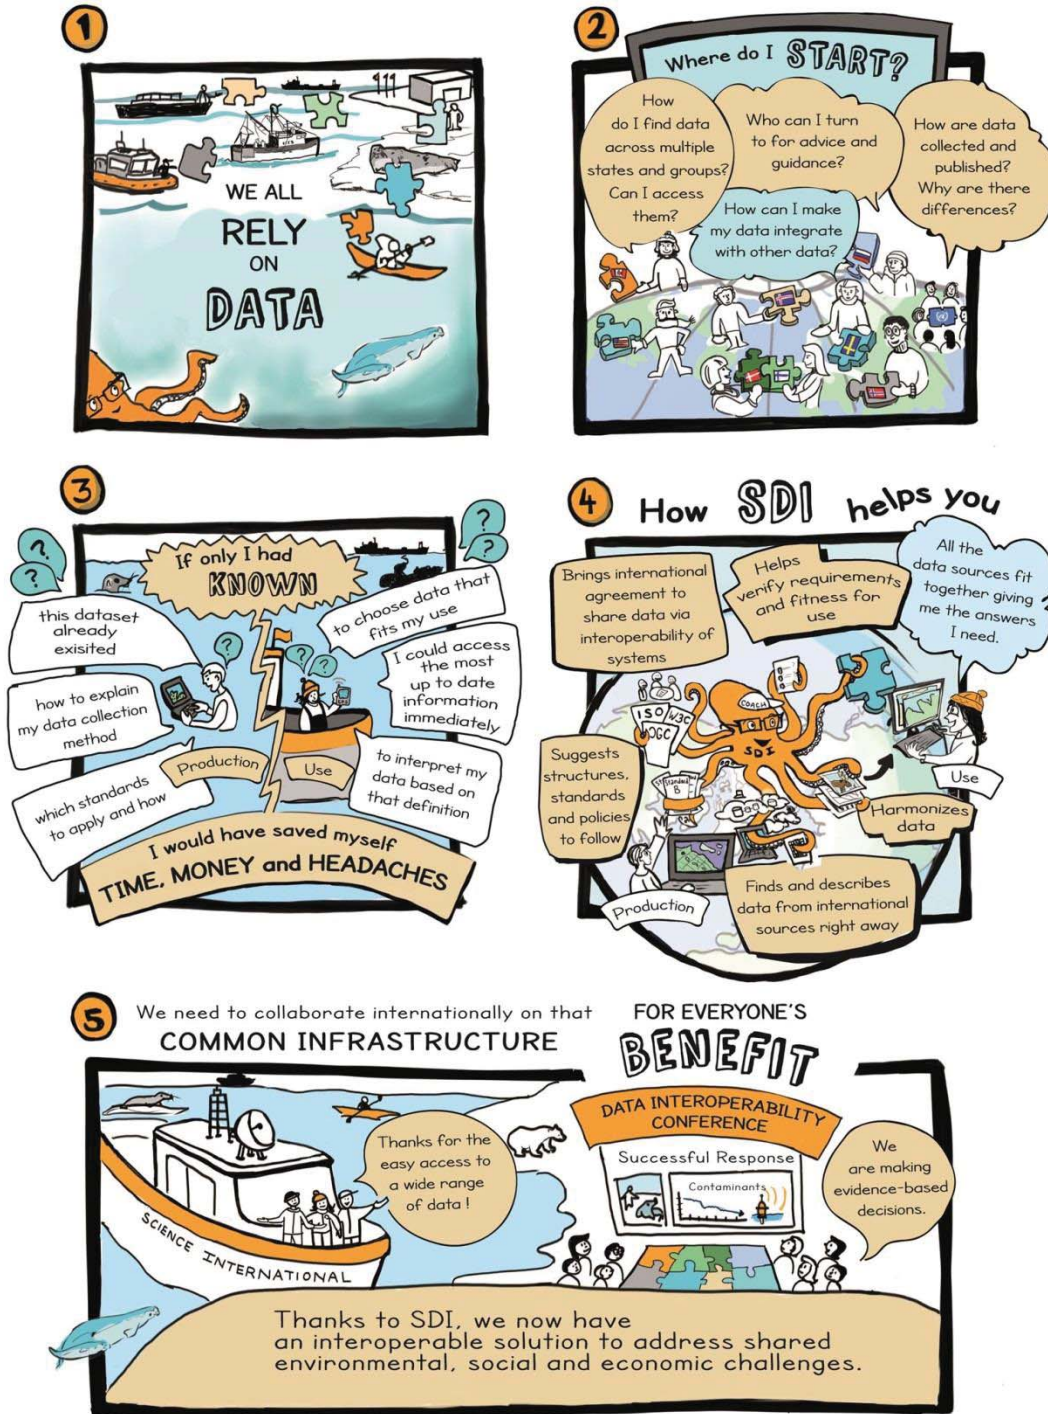 1
WE ALL
RELY
ON
DATA
2
Where do I START?
How
do I find data
across multiple
states and groups?
Can I access
them?
Who can I turn
to for advice and
guidance?
How are data
collected and
published?
Why are there
differences?
How can I make
my data integrate
with other data?
3
If only I had
KNOWN
this dataset
already
exisited
how to explain
my data collection
method
which standards
to apply and how
Production
to choose data that
fits my use
I could access
the most
up to date
information
immediately
to interpret my
data based on
that definition
Use
?
?
?
?
?
?
?
?
I would have saved myself
TIME, MONEY and HEADACHES
4
How SDI helps you
Brings international
agreement to
share data via
interoperability of
systems
Helps
verify requirements
and fitness for
use
All the
data sources fit
together giving
me the answers
I need.
COACH
SDI
ISO
W3C
OGC
Standard
B
Suggests
structures,
standards
and policies
to follow
Use
Harmonizes
data
Production
Finds and describes
data from international
sources right away
5
We need to collaborate internationally on that
COMMON INFRASTRUCTURE
FOR EVERYONE'S
BENEFIT
DATA INTEROPERABILITY
CONFERENCE
Successful Response
Contaminants
Thanks for the
easy access to
a wide range
of data !
We
are making
evidence-based
decisions.
SCIENCE INTERNATIONAL
Thanks to SDI, we now have
an interoperable solution to address shared
environmental, social and economic challenges.